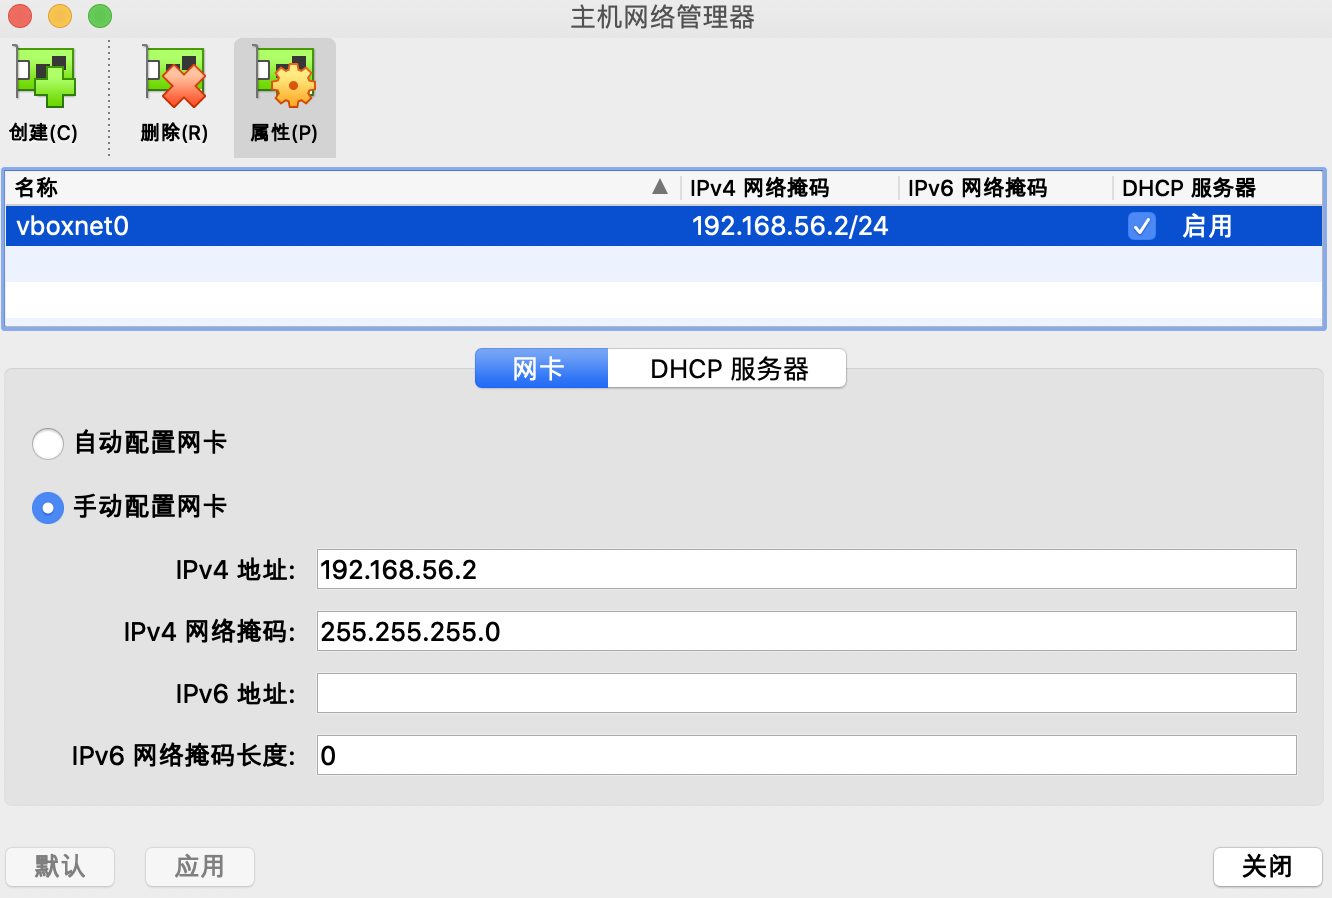 主机网络管理器
创建(C) 删除(R) 属性(P)
名称 IPv4 网络掩码 IPv6 网络掩码 DHCP 服务器
vboxnet0 192.168.56.2/24 启用
网卡 DHCP 服务器
自动配置网卡
手动配置网卡
IPv4 地址: 192.168.56.2
IPv4 网络掩码: 255.255.255.0
IPv6 地址:
IPv6 网络掩码长度: 0
默认 应用 关闭